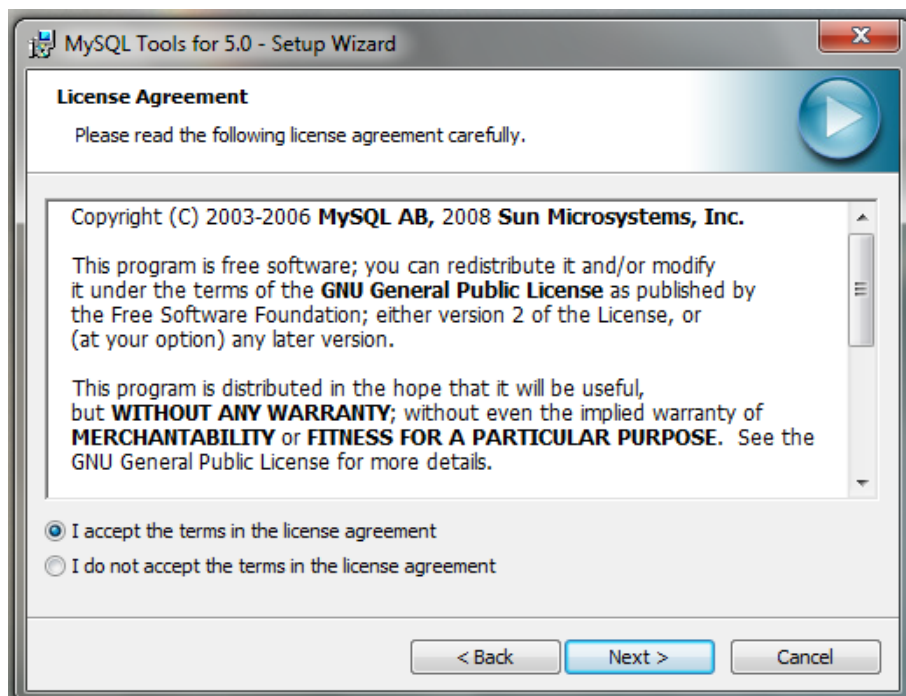 MySQL Tools for 5.0 - Setup Wizard
License Agreement
Please read the following license agreement carefully.
Copyright (C) 2003-2006 MySQL AB, 2008 Sun Microsystems, Inc.
This program is free software; you can redistribute it and/or modify
it under the terms of the GNU General Public License as published by
the Free Software Foundation; either version 2 of the License, or
(at your option) any later version.
This program is distributed in the hope that it will be useful,
but WITHOUT ANY WARRANTY; without even the implied warranty of
MERCHANTABILITY or FITNESS FOR A PARTICULAR PURPOSE. See the
GNU General Public License for more details.
I accept the terms in the license agreement
I do not accept the terms in the license agreement
< Back Next > Cancel